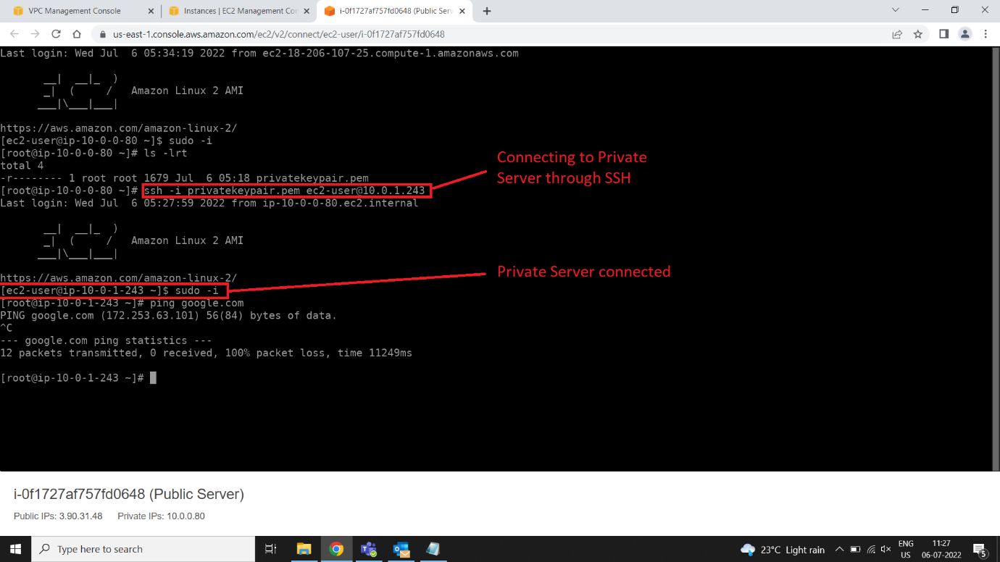 VPC Management Console
Instances | EC2 Management Con
i-0f1727af757fd0648 (Public Serv
us-east-1.console.aws.amazon.com/ec2/v2/connect/ec2-user/i-0f1727af757fd0648
Last login: Wed Jul  6 05:34:19 2022 from ec2-18-206-107-25.compute-1.amazonaws.com
       __|  __|_  )
       _|  (     /   Amazon Linux 2 AMI
      ___|\___|___|
https://aws.amazon.com/amazon-linux-2/
[ec2-user@ip-10-0-0-80 ~]$ sudo -i
[root@ip-10-0-0-80 ~]# ls -lrt
total 4
-r-------- 1 root root 1679 Jul  6 05:18 privatekeypair.pem
[root@ip-10-0-0-80 ~]# ssh -i privatekeypair.pem ec2-user@10.0.1.243
Connecting to Private
Server through SSH
Last login: Wed Jul  6 05:27:59 2022 from ip-10-0-0-80.ec2.internal
       __|  __|_  )
       _|  (     /   Amazon Linux 2 AMI
      ___|\___|___|
https://aws.amazon.com/amazon-linux-2/
[ec2-user@ip-10-0-1-243 ~]$ sudo -i
Private Server connected
[root@ip-10-0-1-243 ~]# ping google.com
PING google.com (172.253.63.101) 56(84) bytes of data.
^C
--- google.com ping statistics ---
12 packets transmitted, 0 received, 100% packet loss, time 11249ms
[root@ip-10-0-1-243 ~]#
i-0f1727af757fd0648 (Public Server)
Public IPs: 3.90.31.48 Private IPs: 10.0.0.80
Type here to search
23°C Light rain
ENG
US
11:27
06-07-2022
5